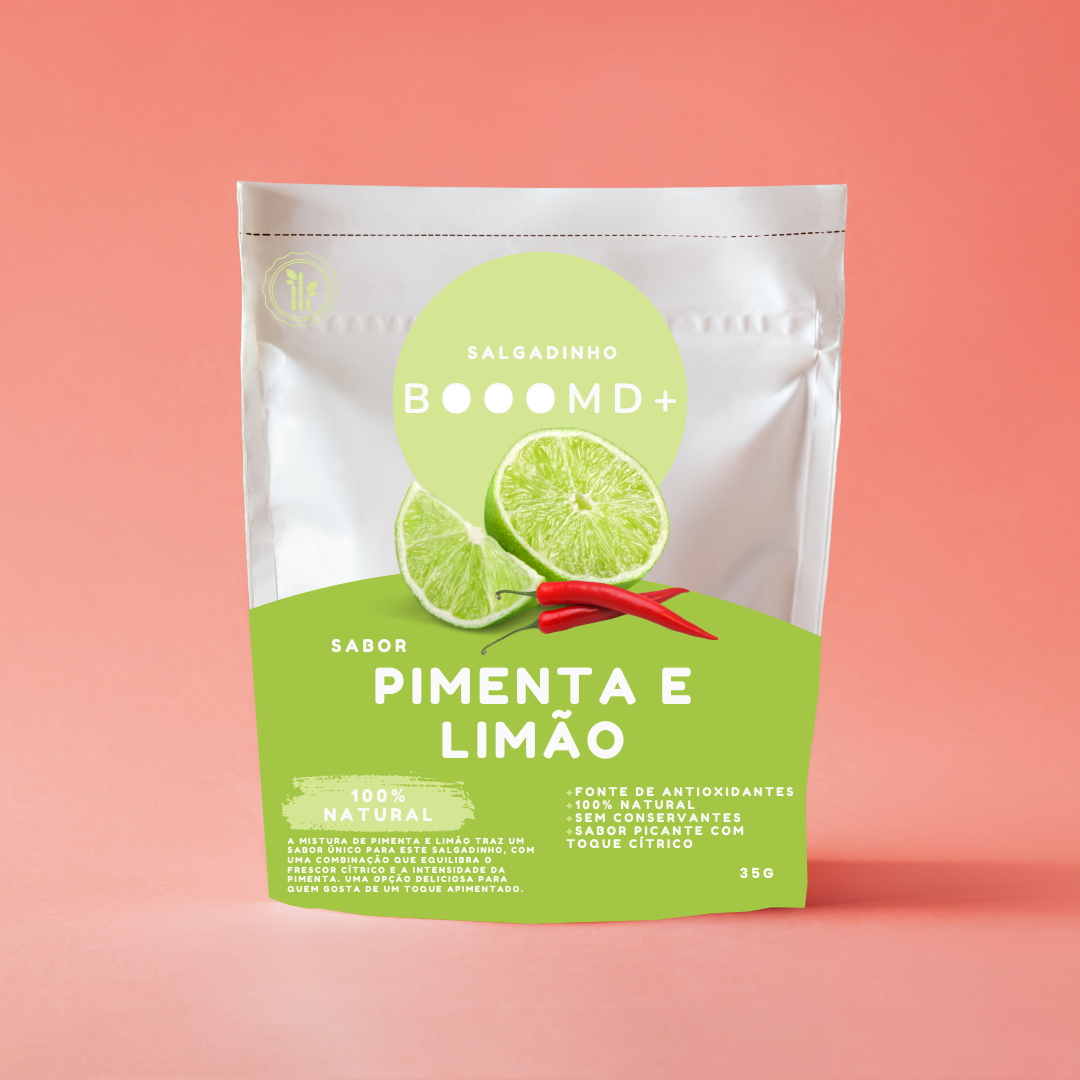 SALGADINHO
BOOOMD+
SABOR
PIMENTA E
LIMÃO
100%
NATURAL
A MISTURA DE PIMENTA E LIMÃO TRAZ UM
SABOR ÚNICO PARA ESTE SALGADINHO, COM
UMA COMBINAÇÃO QUE EQUILIBRA O
FRESCOR CÍTRICO E A INTENSIDADE DA
PIMENTA. UMA OPÇÃO DELICIOSA PARA
QUEM GOSTA DE UM TOQUE APIMENTADO.
+FONTE DE ANTIOXIDANTES
+100% NATURAL
+SEM CONSERVANTES
+SABOR PICANTE COM
TOQUE CÍTRICO
35G